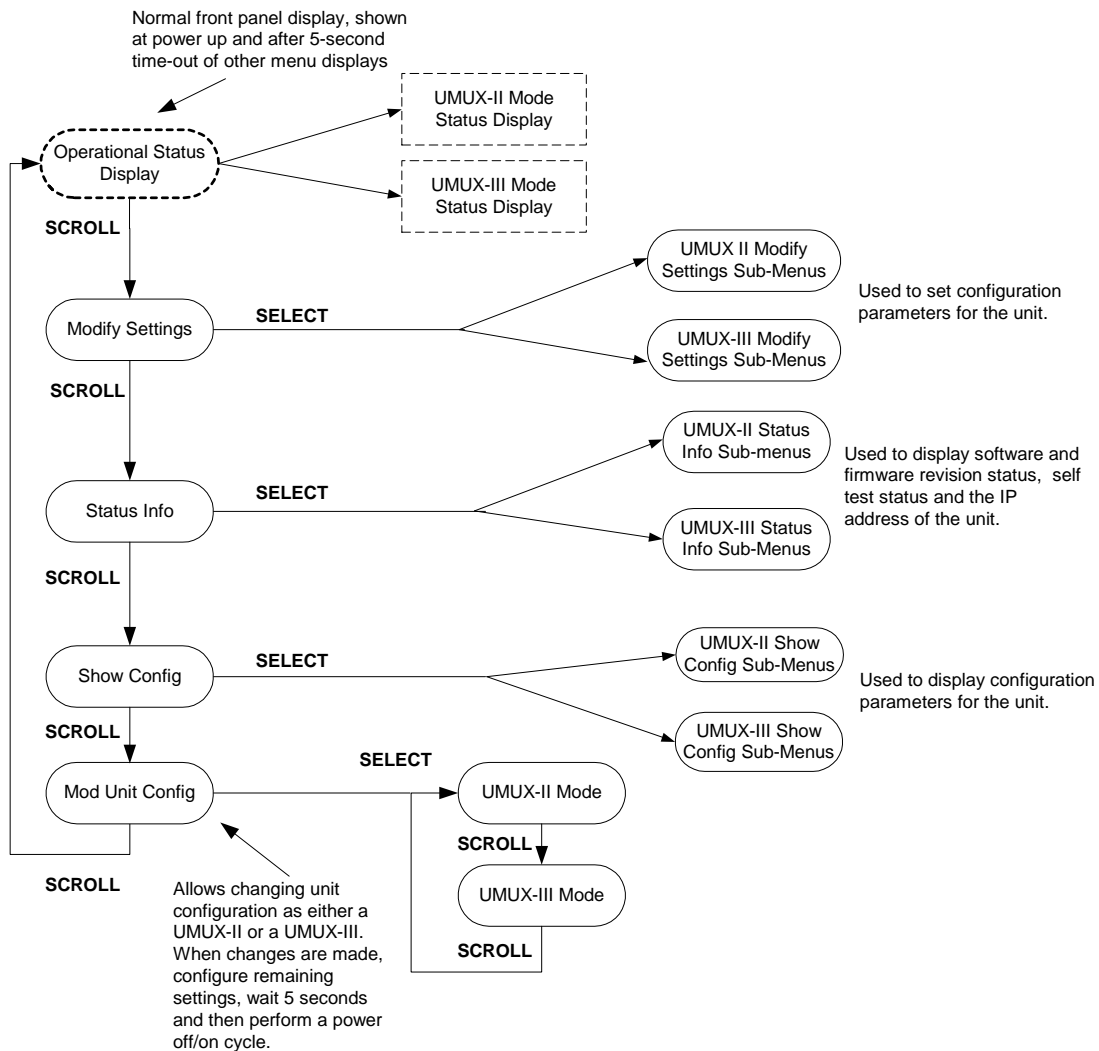 Normal front panel display, shown
at power up and after 5-second
time-out of other menu displays
UMUX-II Mode
Status Display
Operational Status
Display
UMUX-III Mode
Status Display
SCROLL
UMUX II Modify
Settings Sub-Menus
Used to set configuration
parameters for the unit.
SELECT
Modify Settings
UMUX-III Modify
Settings Sub-Menus
SCROLL
UMUX-II Status
Info Sub-menus
Used to display software and
firmware revision status, self
test status and the IP
address of the unit.
SELECT
Status Info
UMUX-III Status
Info Sub-Menus
SCROLL
UMUX-II Show
Config Sub-Menus
SELECT
Show Config
Used to display configuration
parameters for the unit.
UMUX-III Show
Config Sub-Menus
SCROLL
SELECT
Mod Unit Config
UMUX-II Mode
SCROLL
SCROLL
UMUX-III Mode
SCROLL
Allows changing unit
configuration as either a
UMUX-II or a UMUX-III.
When changes are made,
configure remaining
settings, wait 5 seconds
and then perform a power
off/on cycle.